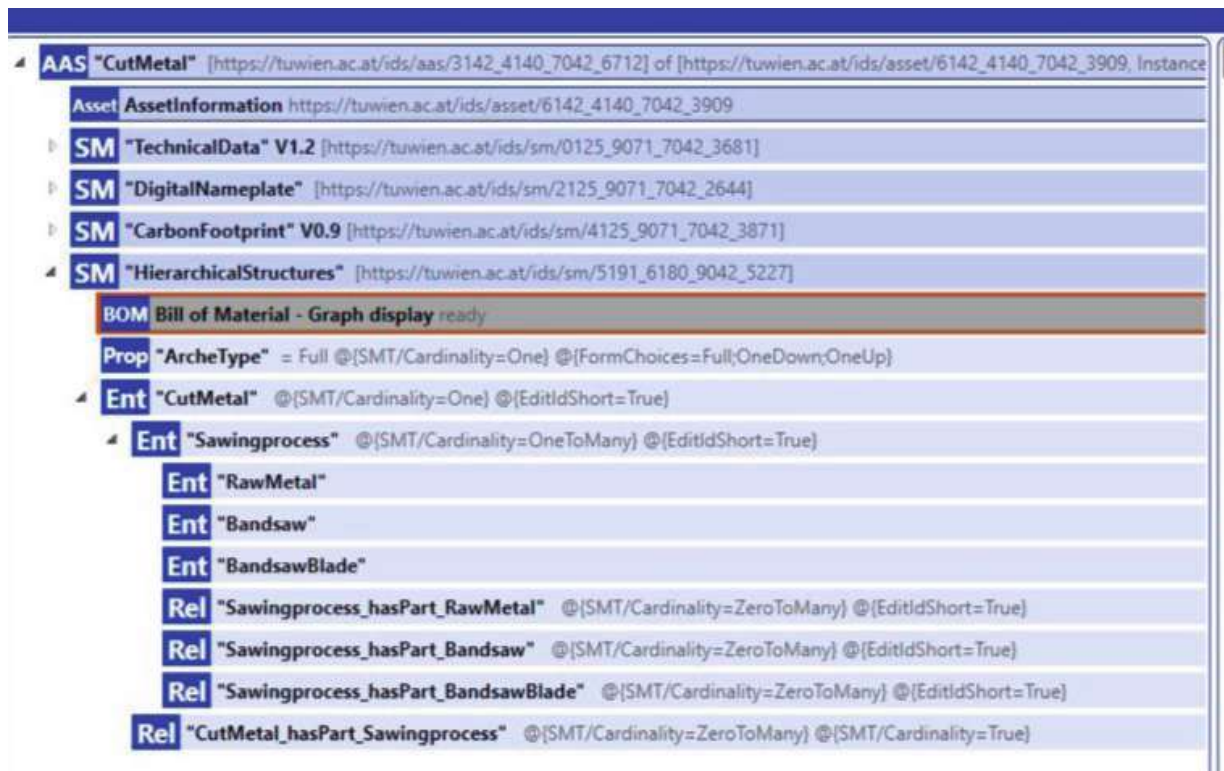 AAS "CutMetal" [https://tuwien.ac.at/ids/aas/3142_4140_7042_6712] of [https://tuwien.ac.at/ids/asset/6142_4140_7042_3909, Instance
Asset AssetInformation https://tuwien.ac.at/ids/asset/6142_4140_7042_3909
SM "TechnicalData" V1.2 [https://tuwien.ac.at/ids/sm/0125_9071_7042_3681]
SM "DigitalNameplate" [https://tuwien.ac.at/ids/sm/2125_9071_7042_2644]
SM "CarbonFootprint" V0.9 [https://tuwien.ac.at/ids/sm/4125_9071_7042_3871]
SM "HierarchicalStructures" [https://tuwien.ac.at/ids/sm/5191_6180_9042_5227]
BOM Bill of Material - Graph display ready
Prop "ArcheType" = Full @{SMT/Cardinality=One} @{FormChoices=Full;OneDown;OneUp}
Ent "CutMetal" @{SMT/Cardinality=One} @{EditIdShort=True}
Ent "Sawingprocess" @{SMT/Cardinality=OneToMany} @{EditIdShort=True}
Ent "RawMetal"
Ent "Bandsaw"
Ent "BandsawBlade"
Rel "Sawingprocess_hasPart_RawMetal" @{SMT/Cardinality=ZeroToMany} @{EditIdShort=True}
Rel "Sawingprocess_hasPart_Bandsaw" @{SMT/Cardinality=ZeroToMany} @{EditIdShort=True}
Rel "Sawingprocess_hasPart_BandsawBlade" @{SMT/Cardinality=ZeroToMany} @{EditIdShort=True}
Rel "CutMetal_hasPart_Sawingprocess" @{SMT/Cardinality=ZeroToMany} @{SMT/Cardinality=True}